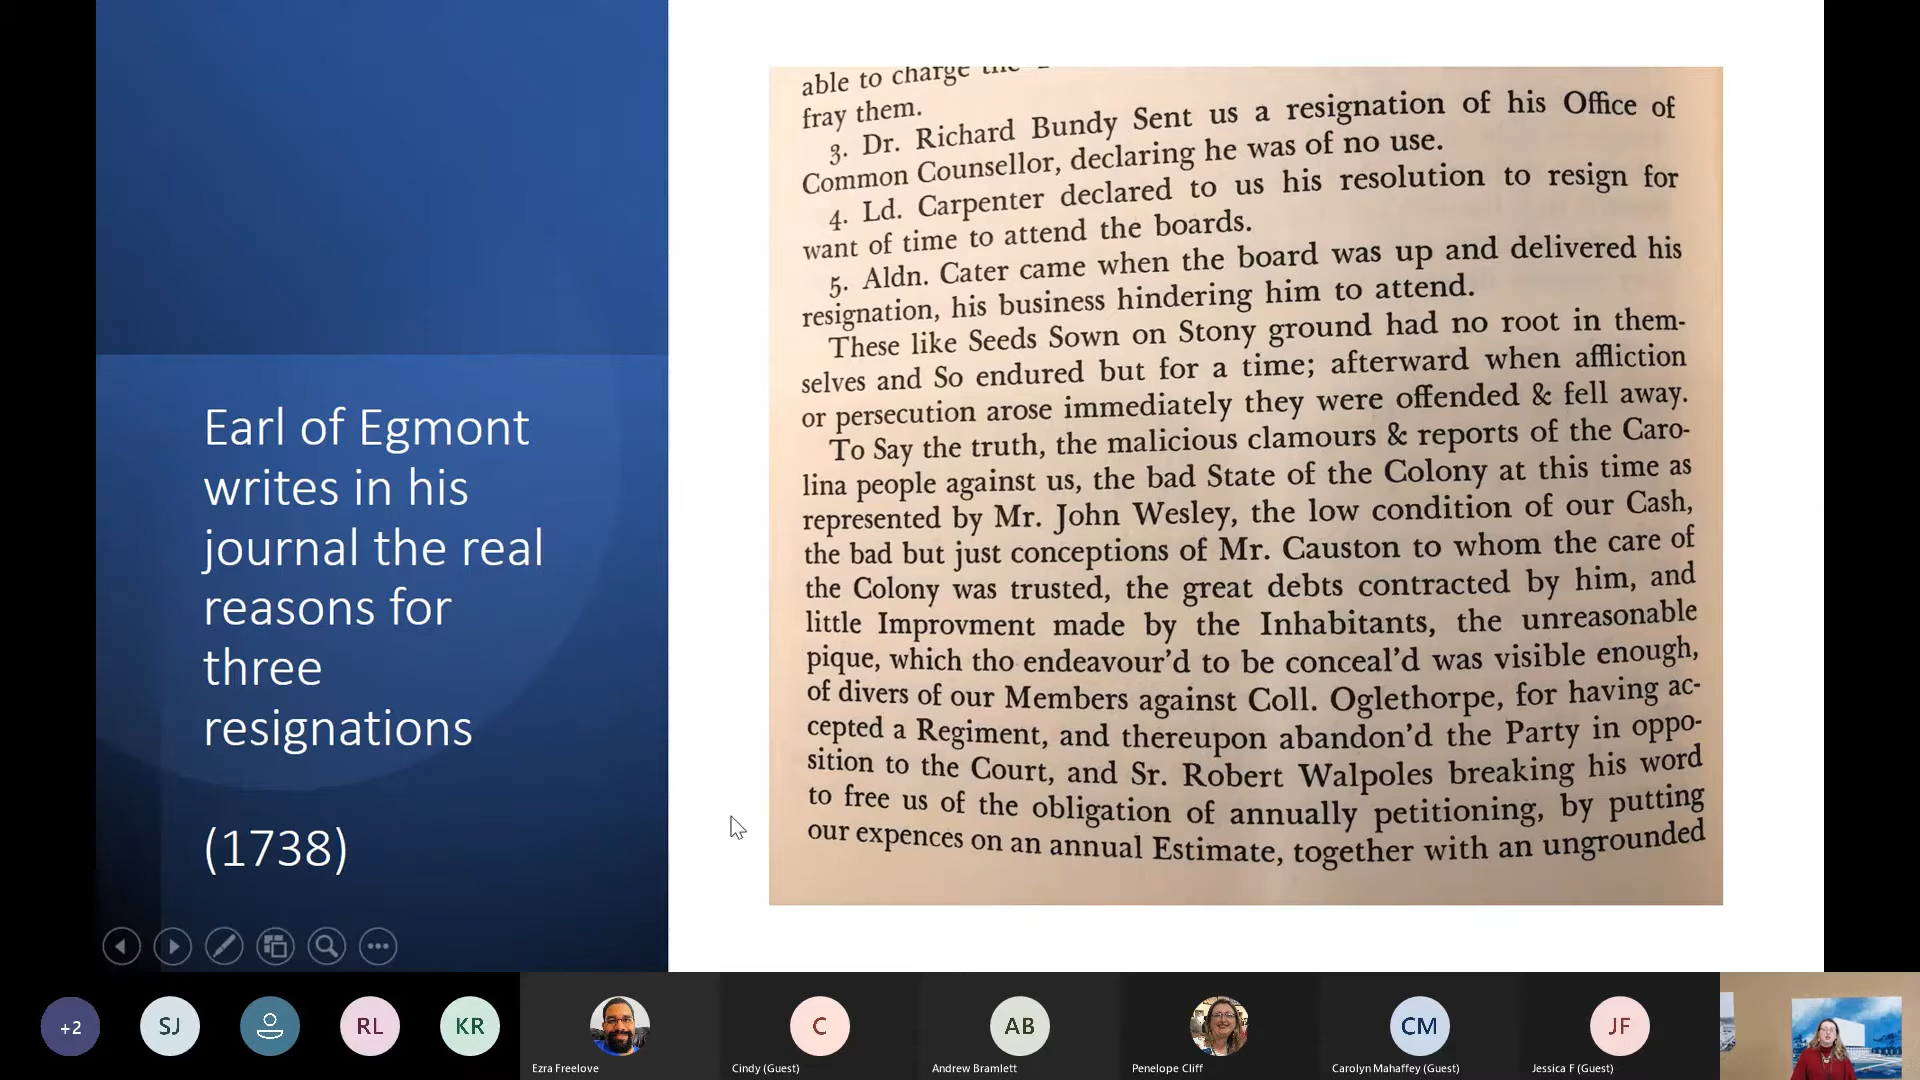 Earl of Egmont
writes in his
journal the real
reasons for
three
resignations
(1738)
able to charge
fray them.
3. Dr. Richard Bundy Sent us a resignation of his Office of
Common Counsellor, declaring he was of no use.
4. Ld. Carpenter declared to us his resolution to resign for
want of time to attend the boards.
5. Aldn. Cater came when the board was up and delivered his
resignation, his business hindering him to attend.
These like Seeds Sown on Stony ground had no root in them-
selves and So endured but for a time; afterward when affliction
or persecution arose immediately they were offended & fell away.
To Say the truth, the malicious clamours & reports of the Caro-
lina people against us, the bad State of the Colony at this time as
represented by Mr. John Wesley, the low condition of our Cash,
the bad but just conceptions of Mr. Causton to whom the care of
the Colony was trusted, the great debts contracted by him, and
little Improvment made by the Inhabitants, the unreasonable
pique, which tho endeavour'd to be conceal'd was visible enough,
of divers of our Members against Coll. Oglethorpe, for having ac-
cepted a Regiment, and thereupon abandon'd the Party in oppo-
sition to the Court, and Sr. Robert Walpoles breaking his word
to free us of the obligation of annually petitioning, by putting
our expences on an annual Estimate, together with an ungrounded
+2
SJ
RL
KR
Ezra Freelove
C
Cindy (Guest)
AB
Andrew Bramlett
Penelope Cliff
CM
Carolyn Mahaffey (Guest)
JF
Jessica F (Guest)